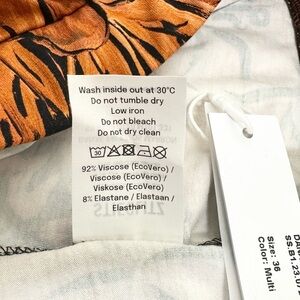 Wash inside out at 30°C
Do not tumble dry
Low iron
Do not bleach
Do not dry clean
30
92% Viscose (EcoVero) /
Viscose (EcoVero) /
Viskose (EcoVero)
8% Elastane / Elastaan /
Elasthan
Size: 36
Color: Multi